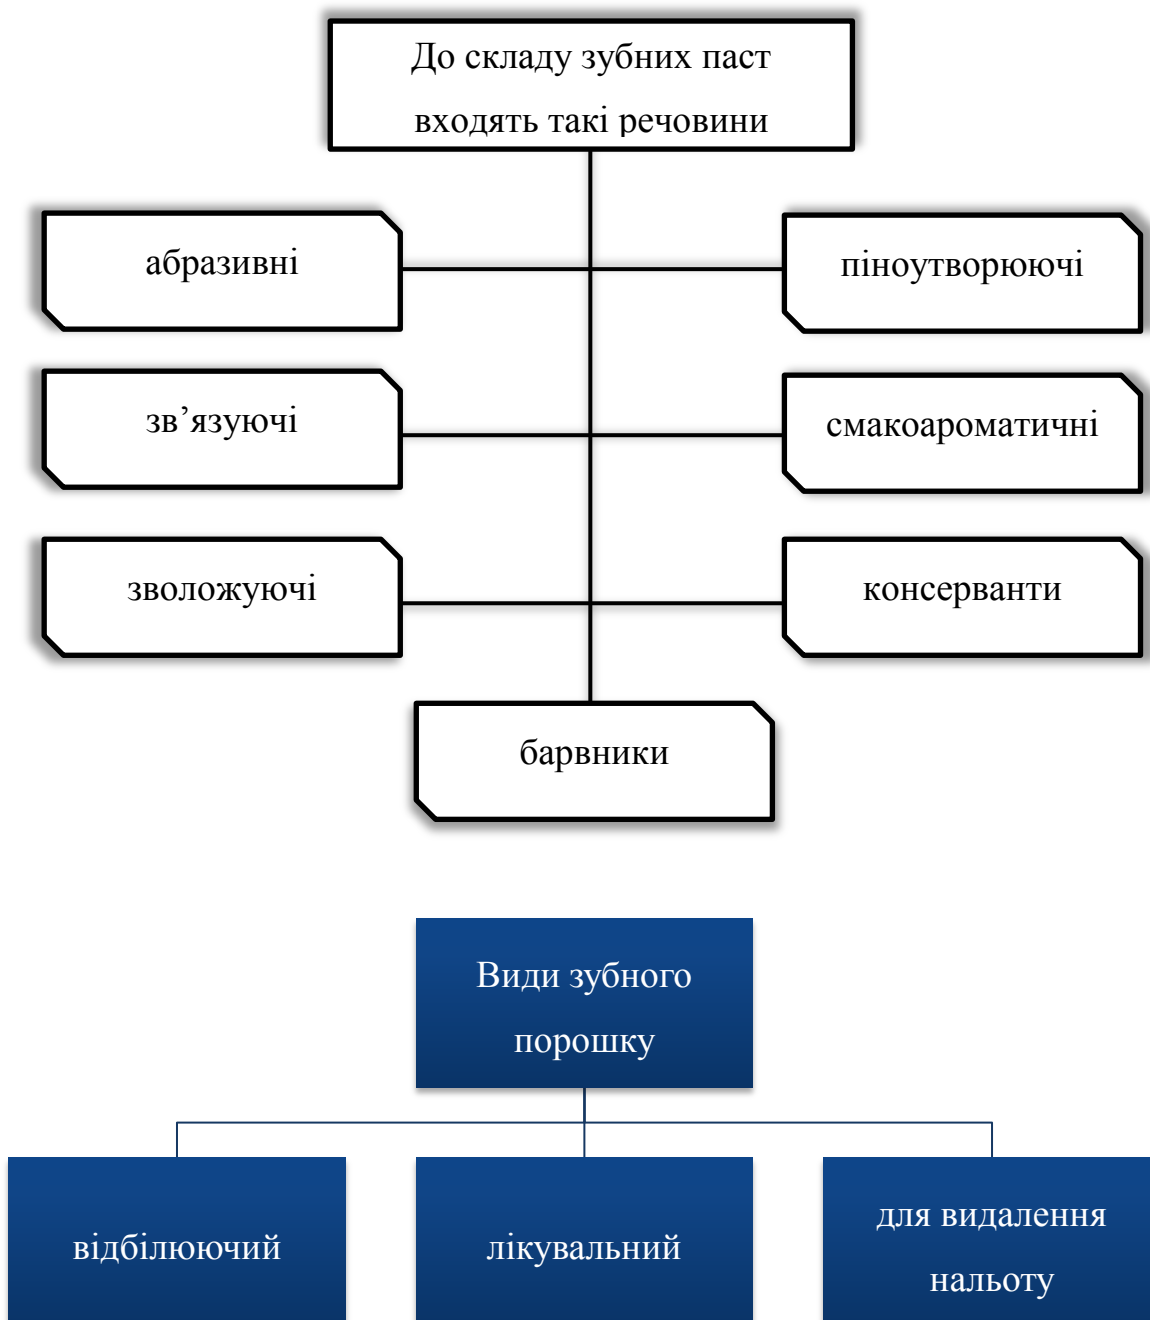 До складу зубних паст
входять такі речовини
абразивні
піноутворюючі
зв’язуючі
смакоароматичні
зволожуючі
консерванти
барвники
Види зубного
порошку
відбілюючий
лікувальний
для видалення
нальоту